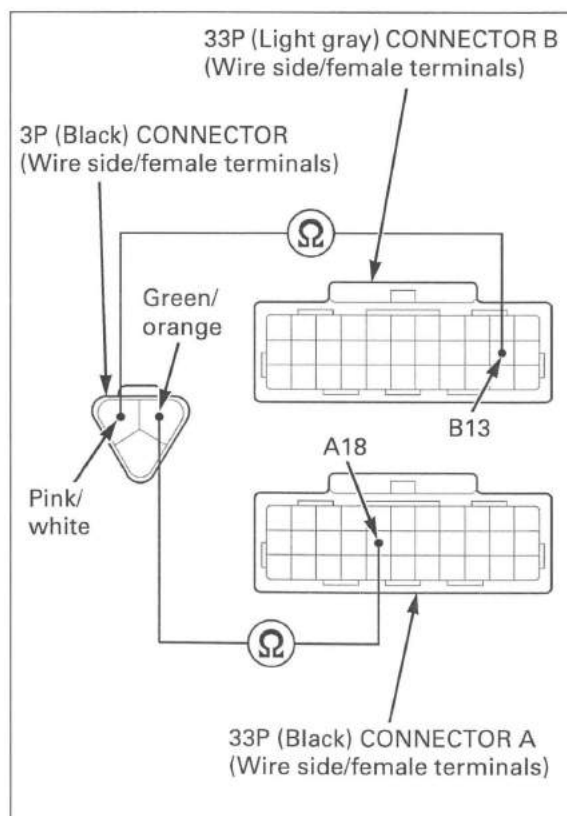 33P (Light gray) CONNECTOR B
(Wire side/female terminals)
3P (Black) CONNECTOR
(Wire side/female terminals)
Ω
Green/
orange
B13
A18
Pink/
white
Ω
33P (Black) CONNECTOR A
(Wire side/female terminals)